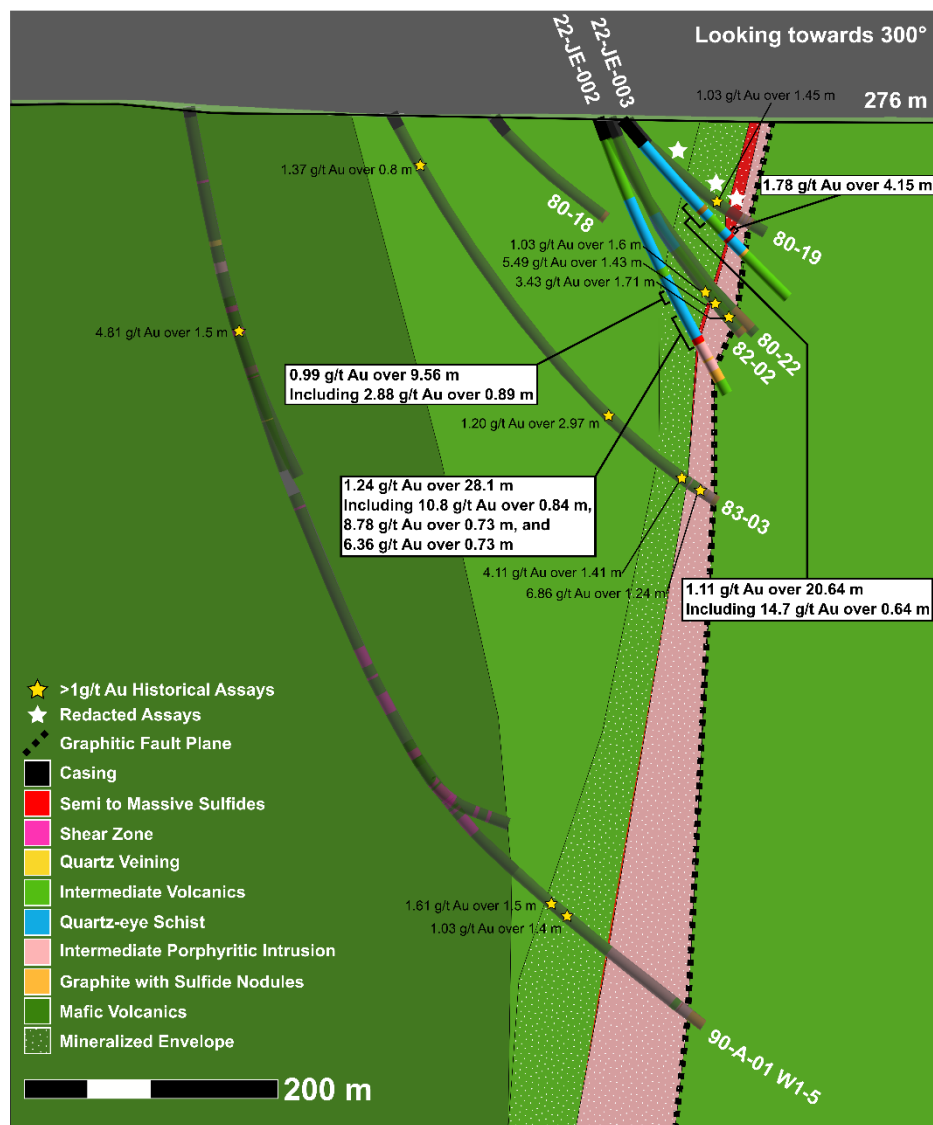 Looking towards 300°
22-JE-002
22-JE-003
1.03 g/t Au over 1.45 m
276 m
1.37 g/t Au over 0.8 m
1.78 g/t Au over 4.15 m
80-18
80-19
1.03 g/t Au over 1.6 m
5.49 g/t Au over 1.43 m
3.43 g/t Au over 1.71 m
4.81 g/t Au over 1.5 m
80-22
82-02
0.99 g/t Au over 9.56 m
Including 2.88 g/t Au over 0.89 m
1.20 g/t Au over 2.97 m
1.24 g/t Au over 28.1 m
Including 10.8 g/t Au over 0.84 m,
8.78 g/t Au over 0.73 m, and
6.36 g/t Au over 0.73 m
83-03
4.11 g/t Au over 1.41 m
6.86 g/t Au over 1.24 m
1.11 g/t Au over 20.64 m
Including 14.7 g/t Au over 0.64 m
>1g/t Au Historical Assays
Redacted Assays
Graphitic Fault Plane
Casing
Semi to Massive Sulfides
Shear Zone
Quartz Veining
Intermediate Volcanics
Quartz-eye Schist
Intermediate Porphyritic Intrusion
Graphite with Sulfide Nodules
Mafic Volcanics
Mineralized Envelope
1.61 g/t Au over 1.5 m
1.03 g/t Au over 1.4 m
90-A-01 W1-5
200 m